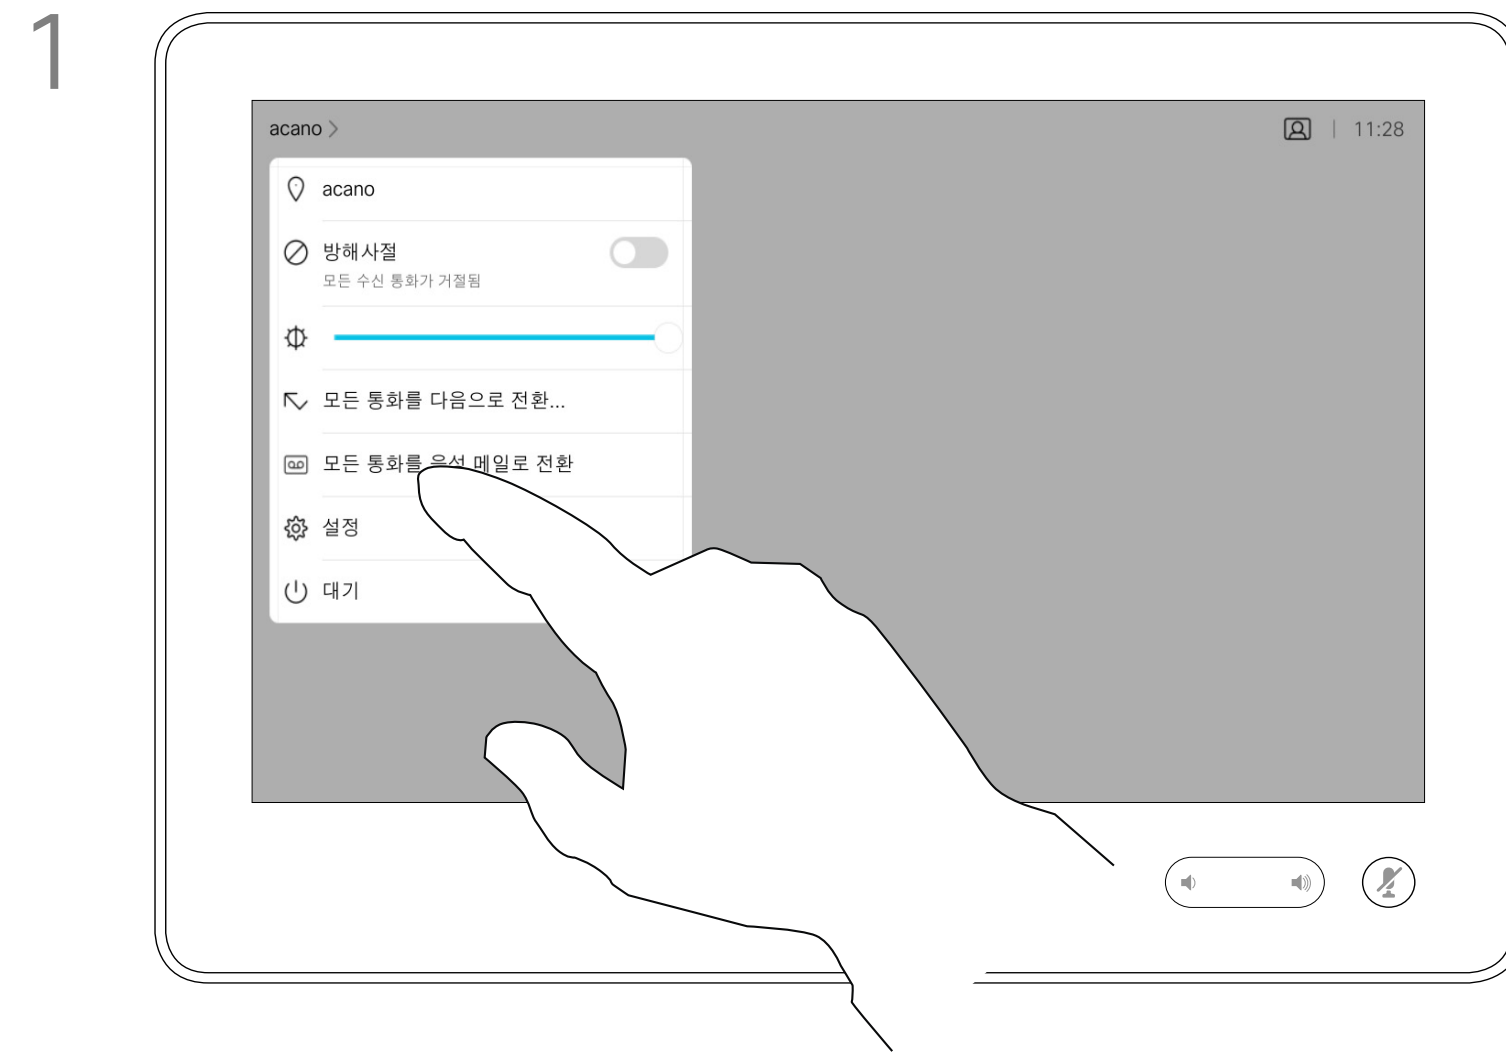 1
acano > | 11:28
acano
방해사절
모든 수신 통화가 거절됨
모든 통화를 다음으로 전환...
모든 통화를 음성 메일로 전환
설정
대기